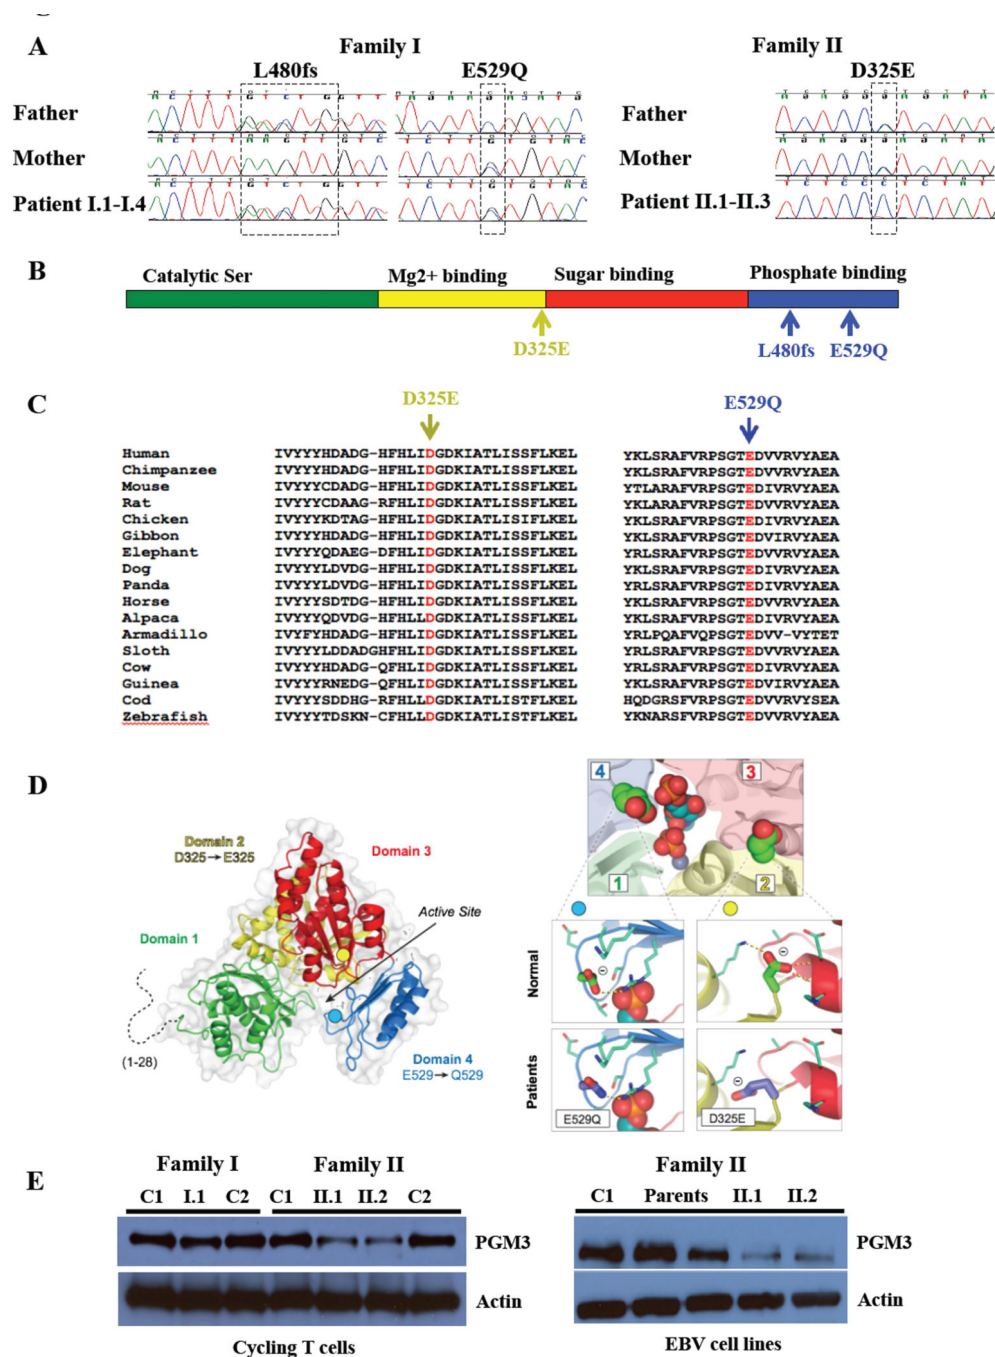 A
Family I
Family II
L480fs
E529Q
D325E
Father
Mother
Patient I.1-I.4
Father
Mother
Patient II.1-II.3
B
Catalytic Ser
Mg2+ binding
Sugar binding
Phosphate binding
D325E
L480fs
E529Q
C
D325E
E529Q
Human IVYYYHDADG-HFHLIDGDKIATLISSFLKEL YKLSRAFVRPSGTEDVVRVYAEA
Chimpanzee IVYYYHDADG-HFHLIDGDKIATLISSFLKEL YKLSRAFVRPSGTEDVVRVYAEA
Mouse IVYYYCDADG-HFHLIDGDKIATLISSFLKEL YTLARAFVRPSGTEDIVRVYAEA
Rat IVYYYCDAAG-RFHLIDGDKIATLISSFLKEL YKLARAFVRPSGTEDVVRVYAEA
Chicken IVYYYKDTAG-HFHLIDGDKIATLISIFLKEL YKLSRAFVRPSGTEDIVRVYAEA
Gibbon IVYYYHDADG-HFHLIDGDKIATLISSFLKEL YKLSRAFVRPSGTEDVIRVYAEA
Elephant IVYYYQDAEG-DFHLIDGDKIATLISSFLKEL YRLSRAFVRPSGTEDVVRVYAEA
Dog IVYYYLDVDG-HFHLIDGDKIATLISSFLKEL YKLSRAFVRPSGTEDIVRVYAEA
Panda IVYYYLDVDG-HFHLIDGDKIATLISSFLKEL YRLSRAFVRPSGTEDIVRVYAEA
Horse IVYYYSDTDG-HFHLIDGDKIATLISSFLKEL YKLSRAFVRPSGTEDVVRVYAEA
Alpaca IVYYYQDVDG-HFHLLDGDKIATLISSFLKEL YKLSRAFVRPSGTEDIVRVYAEA
Armadillo IVYFYHDADG-HFHLIDGDKIATLISSFLKEL YRLPQAFVQPSGTEDVV-VYTET
Sloth IVYYYLDDADGHFHLIDGDKIATLISSFLKEL YRLSRAFVRPSGTEDVVRVYAEA
Cow IVYYYHDADG-QFHLIDGDKIATLISSFLKEL YRLSRAFVRPSGTEDIVRVYAEA
Guinea IVYYYRNEDG-QFHLIDGDKIATLISSFLKEL YKLSRAFVRPSGTEDVVIRVYAEA
Cod IVYYYSDDHG-RFHLLDGDKIATLISSFLKEL HQDGRSFVRPSGTEDVVRVYSEA
Zebrafish IVYYYTDSKN-CFHLLDGDKIATLISTFLKEL YKNARSFVRPSGTEDVVRVYAEA
D
Domain 2
D325→E325
Domain 3
Active Site
Domain 1
(1-28)
Domain 4
E529→Q529
4
3
1
2
Normal
Patients
E529Q
D325E
E
Family I
Family II
C1 I.1 C2 C1 II.1 II.2 C2
PGM3
Actin
Cycling T cells
Family II
C1 Parents II.1 II.2
PGM3
Actin
EBV cell lines